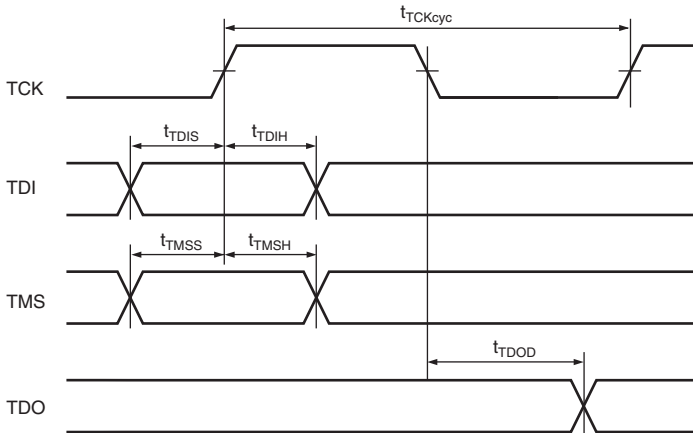 tTCKcyc
TCK
tTDIS tTDIH
TDI
tTMSS tTMSH
TMS
tTDOD
TDO